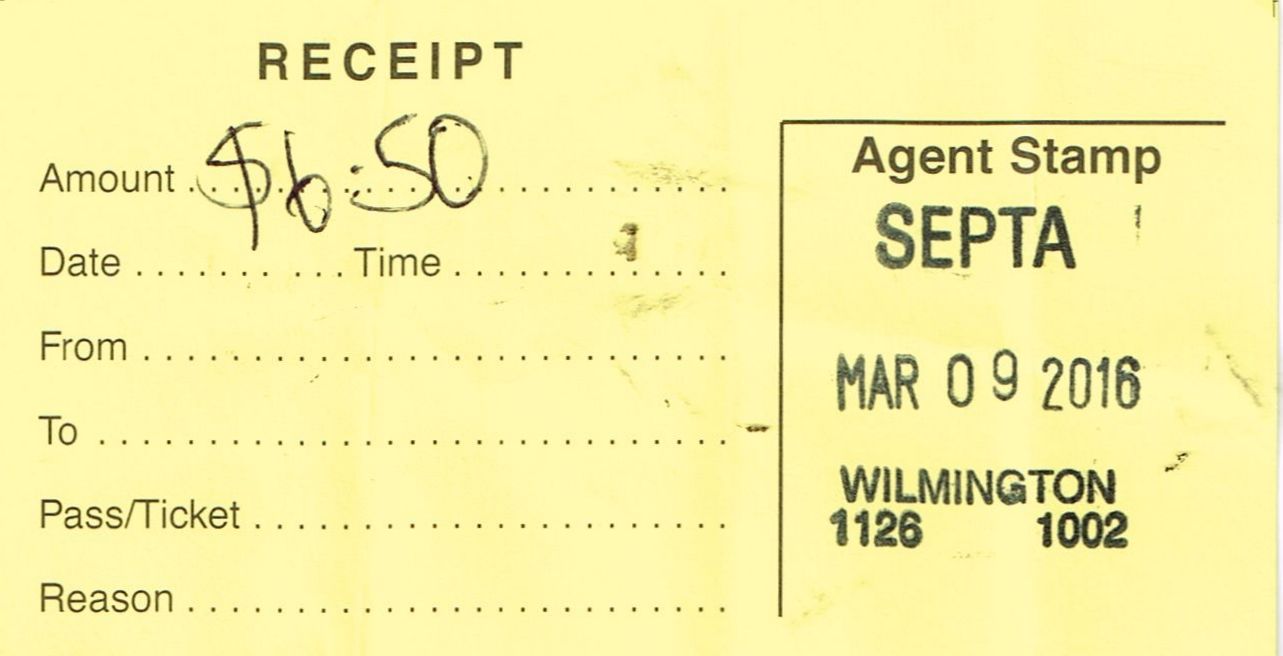 RECEIPT
Amount $6.50
Date Time
From
To
Pass/Ticket
Reason
Agent Stamp
SEPTA
MAR 09 2016
WILMINGTON
1126 1002